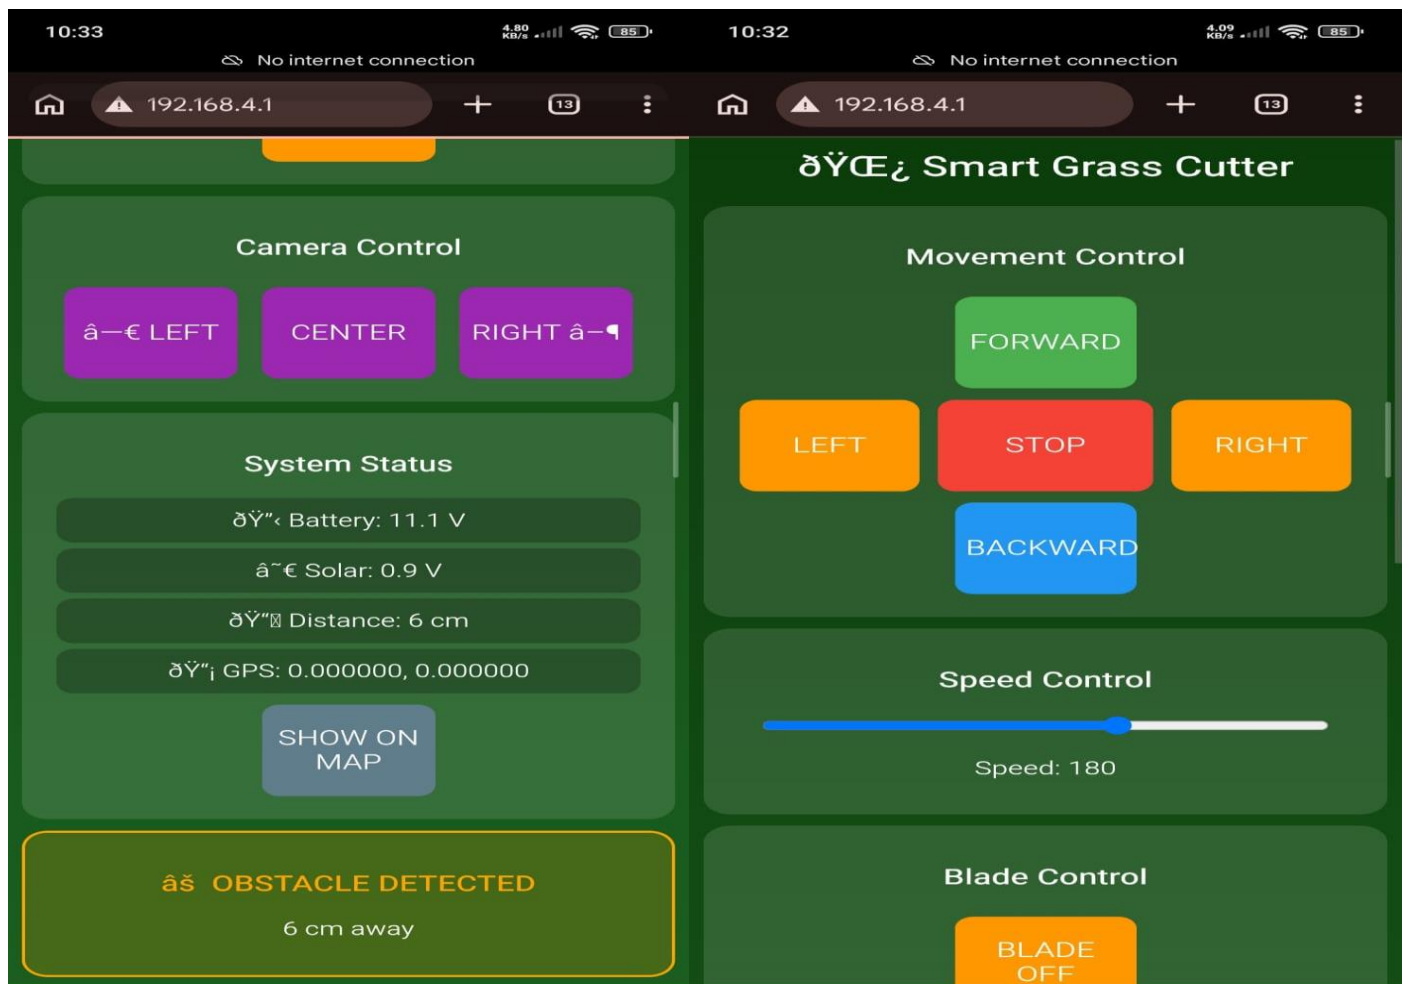 10:33
4.80 KB/s 85
No internet connection
192.168.4.1
13
Camera Control
â—€ LEFT
CENTER
RIGHT â–¶
System Status
ðŸ”‹ Battery: 11.1 V
â˜€ Solar: 0.9 V
ðŸ“ Distance: 6 cm
ðŸ“¡ GPS: 0.000000, 0.000000
SHOW ON
MAP
âš OBSTACLE DETECTED
6 cm away
10:32
4.09 KB/s 85
No internet connection
192.168.4.1
13
ðŸŒ¿ Smart Grass Cutter
Movement Control
FORWARD
LEFT
STOP
RIGHT
BACKWARD
Speed Control
Speed: 180
Blade Control
BLADE
OFF